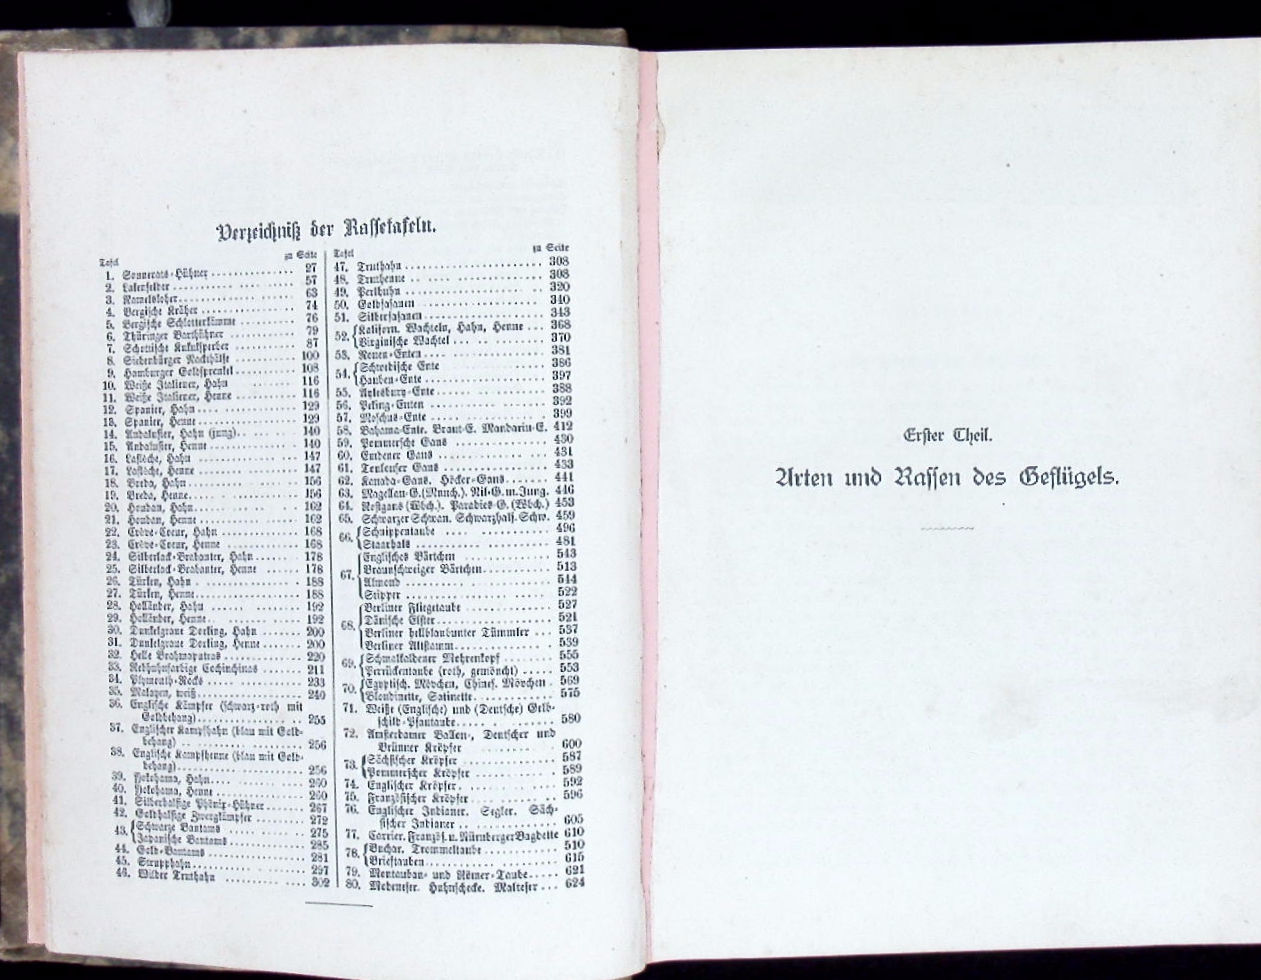 Verzeichniß der Rassetafeln.
Tafel zu Seite
1. Sonnerats-Hühner 27
2. Lakenfelder 57
3. Ramelsloher 63
4. Bergische Kräher 74
5. Bergische Schlotterkämme 76
6. Thüringer Barthühner 79
7. Schottische Kukuksperber 87
8. Siebenbürger Nackthälse 100
9. Hamburger Goldsprenkel 108
10. Weiße Italiener, Hahn 116
11. Weiße Italiener, Henne 116
12. Spanier, Hahn 129
13. Spanier, Henne 129
14. Andalusier, Hahn (jung) 140
15. Andalusier, Henne 140
16. Laflèche, Hahn 147
17. Laflèche, Henne 147
18. Breda, Hahn 156
19. Breda, Henne 156
20. Houdan, Hahn 162
21. Houdan, Henne 162
22. Crève-Coeur, Hahn 168
23. Crève-Coeur, Henne 168
24. Silberlack-Brabanter, Hahn 178
25. Silberlack-Brabanter, Henne 178
26. Türken, Hahn 188
27. Türken, Henne 188
28. Holländer, Hahn 192
29. Holländer, Henne 192
30. Dunkelgraue Dorking, Hahn 200
31. Dunkelgraue Dorking, Henne 200
32. Helle Brahmaputras 220
33. Rebhuhnfarbige Cochinchinas 211
34. Plymouth-Rocks 233
35. Malayen, weiß 240
36. Englische Kämpfer (schwarz-roth mit
Goldbehang) 255
37. Englischer Kampfhahn (blau mit Gold-
behang) 256
38. Englische Kampfhenne (blau mit Gold-
behang) 256
39. Yokohama, Hahn 260
40. Yokohama, Henne 260
41. Silberhalsige Phönix-Hühner 267
42. Goldhalsige Zwergkämpfer 272
43. Schwarze Bantams 275
Japanische Bantams 285
44. Gold-Bantams 281
45. Strupphahn 297
46. Wilder Truthahn 302
Tafel zu Seite
47. Truthahn 308
48. Truthenne 308
49. Perlhuhn 320
50. Goldfasanen 340
51. Silberfasanen 343
52. Kaliforn. Wachteln, Hahn, Henne 368
Virginische Wachtel 370
53. Rouen-Enten 381
54. Schwedische Ente 386
Hauben-Ente 397
55. Aylesbury-Ente 388
56. Peking-Enten 392
57. Moschus-Ente 399
58. Bahama-Ente. Braut-E. Mandarin-E. 412
59. Pommersche Gans 430
60. Emdener Gans 431
61. Toulouser Gans 433
62. Kanada-Gans. Höcker-Gans 441
63. Magellan-G. (Männch.). Nil-G. m. Jung. 446
64. Rostgans (Wbch.). Paradies-G. (Wbch.) 453
65. Schwarzer Schwan. Schwarzhals. Schw. 459
66. Schnippentaube 496
Staarhals 481
67. Englisches Bärtchen 543
Braunschweiger Bärtchen 513
Almond 544
Stipper 522
68. Berliner Fliegetaube 527
Dänische Elster 521
Berliner hellblaubunter Tümmler 537
Berliner Altstamm 539
69. Schmalkaldener Mohrenkopf 555
Perrückentaube (roth, gemöncht) 553
70. Egyptisch. Mövchen, Chines. Mövchen 569
Blondinette, Satinette 575
71. Weiße (Englische) und (Deutsche) Gelb-
schild-Pfautaube 580
72. Amsterdamer Ballon-, Deutscher und
Brünner Kröpfer 600
73. Sächsischer Kröpfer 587
Pommerscher Kröpfer 589
74. Englischer Kröpfer 592
75. Französischer Kröpfer 596
76. Englischer Indianer. Segler. Säch-
sischer Indianer 605
77. Carrier. Französ. u. Nürnberger Bagdette 610
78. Buchar. Trommeltaube 510
Brieftauben 615
79. Montauban- und Römer-Taube 621
80. Modeneser. Huhnschecke. Malteser 624
Erster Theil.
Arten und Rassen des Geflügels.